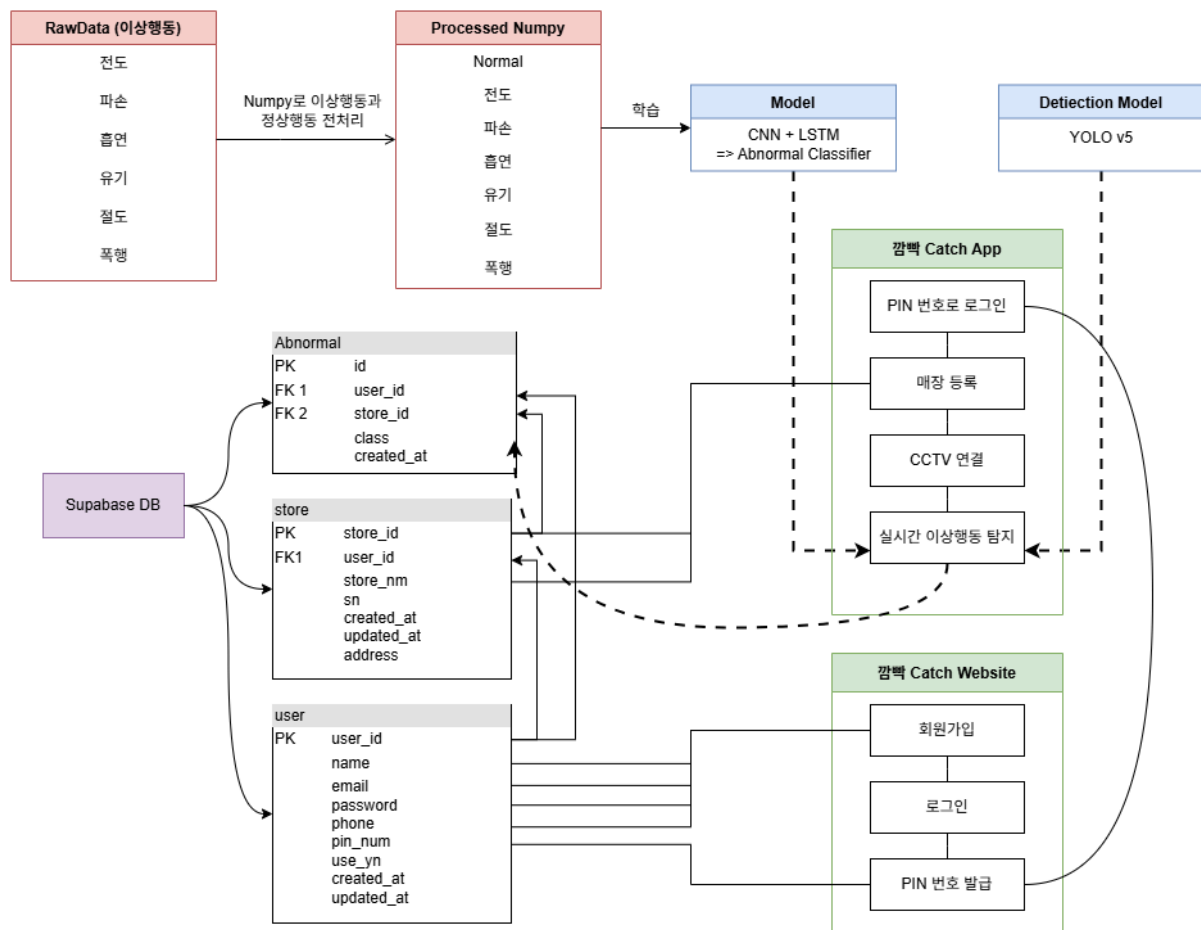 RawData (이상행동)
전도
파손
흡연
유기
절도
폭행
Numpy로 이상행동과
정상행동 전처리
Processed Numpy
Normal
전도
파손
흡연
유기
절도
폭행
학습
Model
CNN + LSTM
=> Abnormal Classifier
Detiection Model
YOLO v5
깜빡 Catch App
PIN 번호로 로그인
매장 등록
CCTV 연결
실시간 이상행동 탐지
Supabase DB
Abnormal
PK id
FK 1 user_id
FK 2 store_id
class
created_at
store
PK store_id
FK1 user_id
store_nm
sn
created_at
updated_at
address
user
PK user_id
name
email
password
phone
pin_num
use_yn
created_at
updated_at
깜빡 Catch Website
회원가입
로그인
PIN 번호 발급